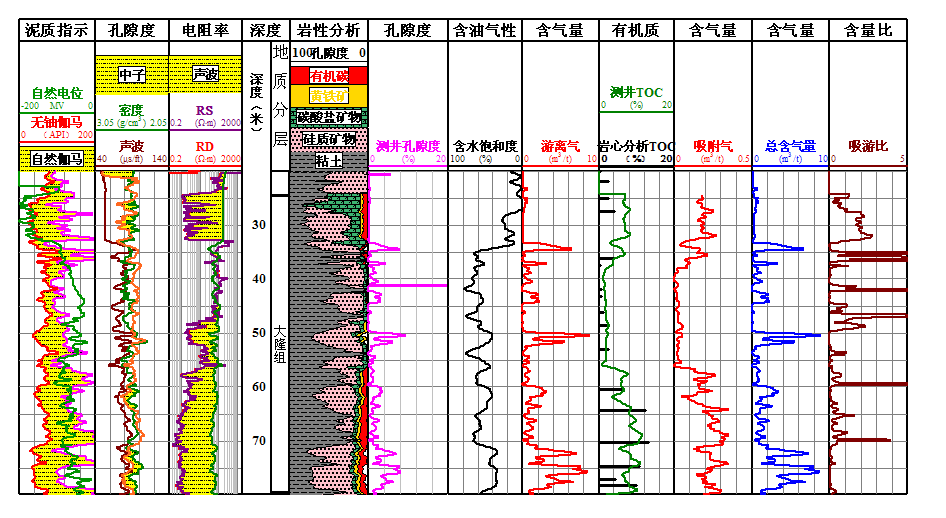 泥质指示 孔隙度 电阻率 深度 岩性分析 孔隙度 含油气性 含气量 有机质 含气量 含气量 含量比
地质分层 100 孔隙度 0
中子 声波
深度(米)
有机碳
自然电位 测井TOC
黄铁矿
-200 MV 0 密度 RS 0 (%) 20
3.05 (g/cm³) 2.05 0.2 (Ω·m) 2000
碳酸盐矿物
无铀伽马
0 (API) 200
硅质矿物
声波 RD 测井孔隙度 含水饱和度 游离气 岩心分析TOC 吸附气 总含气量 吸游比
自然伽马 40 (μs/ft) 140 0.2 (Ω·m) 2000 粘土 0 (%) 20 100 (%) 0 0 (m³/t) 10 0 (%) 20 0 (m³/t) 0.5 0 (m³/t) 10 0 5
30
40
50
大隆组
60
70